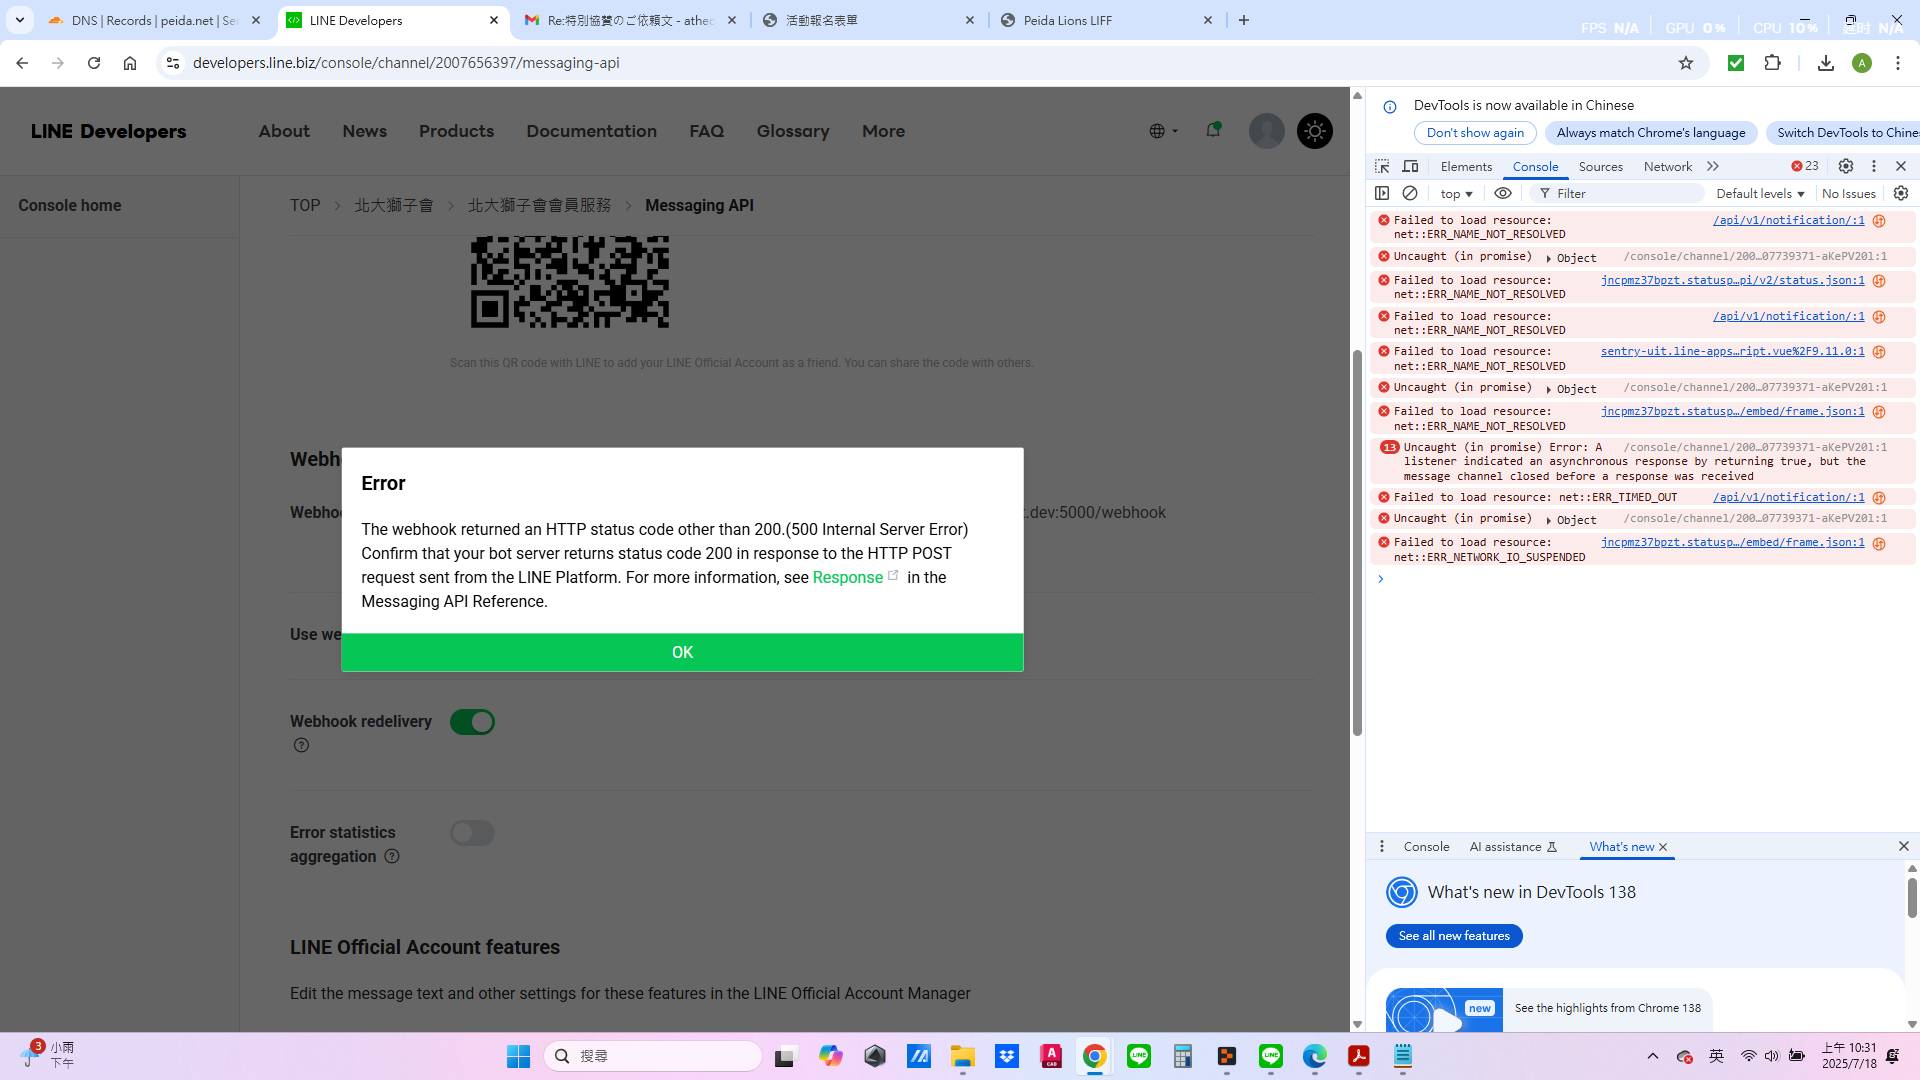 DNS | Records | peida.net | Se
LINE Developers
Re:特別協賛のご依頼文 - athec
活動報名表單
Peida Lions LIFF
FPS N/A GPU 0% CPU 10% 延时 N/A
developers.line.biz/console/channel/2007656397/messaging-api
A
LINE Developers
About
News
Products
Documentation
FAQ
Glossary
More
Console home
TOP
北大獅子會
北大獅子會會員服務
Messaging API
Scan this QR code with LINE to add your LINE Official Account as a friend. You can share the code with others.
Webh
Webho
.dev:5000/webhook
Error
The webhook returned an HTTP status code other than 200.(500 Internal Server Error)
Confirm that your bot server returns status code 200 in response to the HTTP POST
request sent from the LINE Platform. For more information, see Response in the
Messaging API Reference.
OK
Use we
Webhook redelivery
Error statistics
aggregation
LINE Official Account features
Edit the message text and other settings for these features in the LINE Official Account Manager
DevTools is now available in Chinese
Don't show again
Always match Chrome's language
Switch DevTools to Chine
Elements
Console
Sources
Network
23
top
Filter
Default levels
No Issues
Failed to load resource: /api/v1/notification/:1
net::ERR_NAME_NOT_RESOLVED
Uncaught (in promise) Object /console/channel/200…07739371-aKePV20l:1
Failed to load resource: jncpmz37bpzt.statusp…pi/v2/status.json:1
net::ERR_NAME_NOT_RESOLVED
Failed to load resource: /api/v1/notification/:1
net::ERR_NAME_NOT_RESOLVED
Failed to load resource: sentry-uit.line-apps…ript.vue%2F9.11.0:1
net::ERR_NAME_NOT_RESOLVED
Uncaught (in promise) Object /console/channel/200…07739371-aKePV20l:1
Failed to load resource: jncpmz37bpzt.statusp…/embed/frame.json:1
net::ERR_NAME_NOT_RESOLVED
13 Uncaught (in promise) Error: A /console/channel/200…07739371-aKePV20l:1
listener indicated an asynchronous response by returning true, but the
message channel closed before a response was received
Failed to load resource: net::ERR_TIMED_OUT /api/v1/notification/:1
Uncaught (in promise) Object /console/channel/200…07739371-aKePV20l:1
Failed to load resource: jncpmz37bpzt.statusp…/embed/frame.json:1
net::ERR_NETWORK_IO_SUSPENDED
Console
AI assistance
What's new
What's new in DevTools 138
See all new features
new
See the highlights from Chrome 138
3
小雨
下午
搜尋
英
上午 10:31
2025/7/18